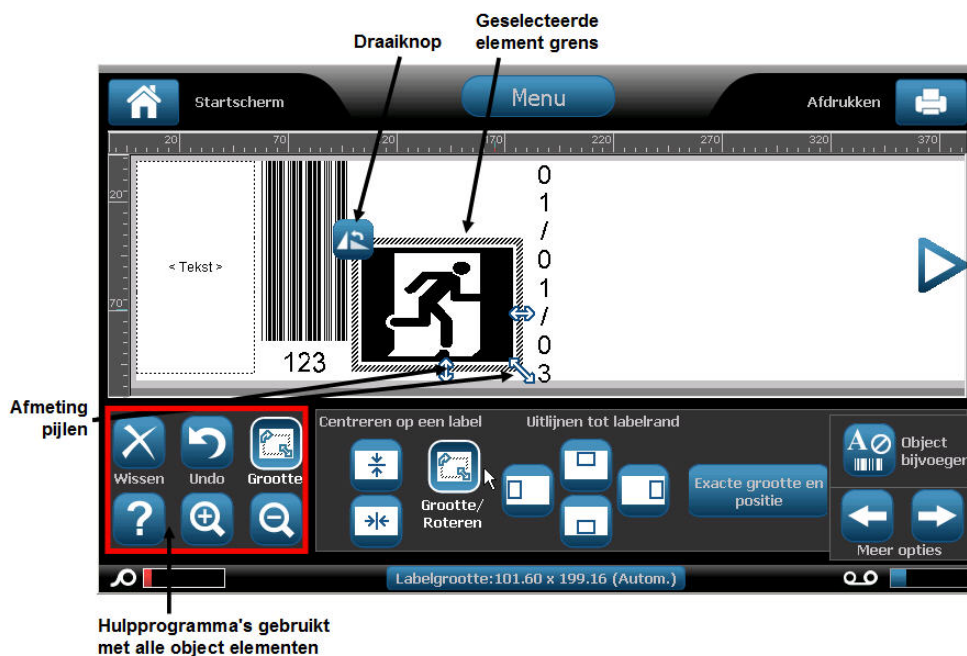 Geselecteerde
element grens
Draaiknop
Startscherm
Menu
Afdrukken
20 70 120 170 220 270 320 370
20
70
< Tekst >
123
0
1
/
0
1
/
0
3
Afmeting
pijlen
Wissen Undo Grootte
?
Centreren op een label
Uitlijnen tot labelrand
Grootte/
Roteren
Exacte grootte en
positie
A
Object
bijvoegen
Meer opties
Labelgrootte:101.60 x 199.16 (Autom.)
Hulpprogramma's gebruikt
met alle object elementen